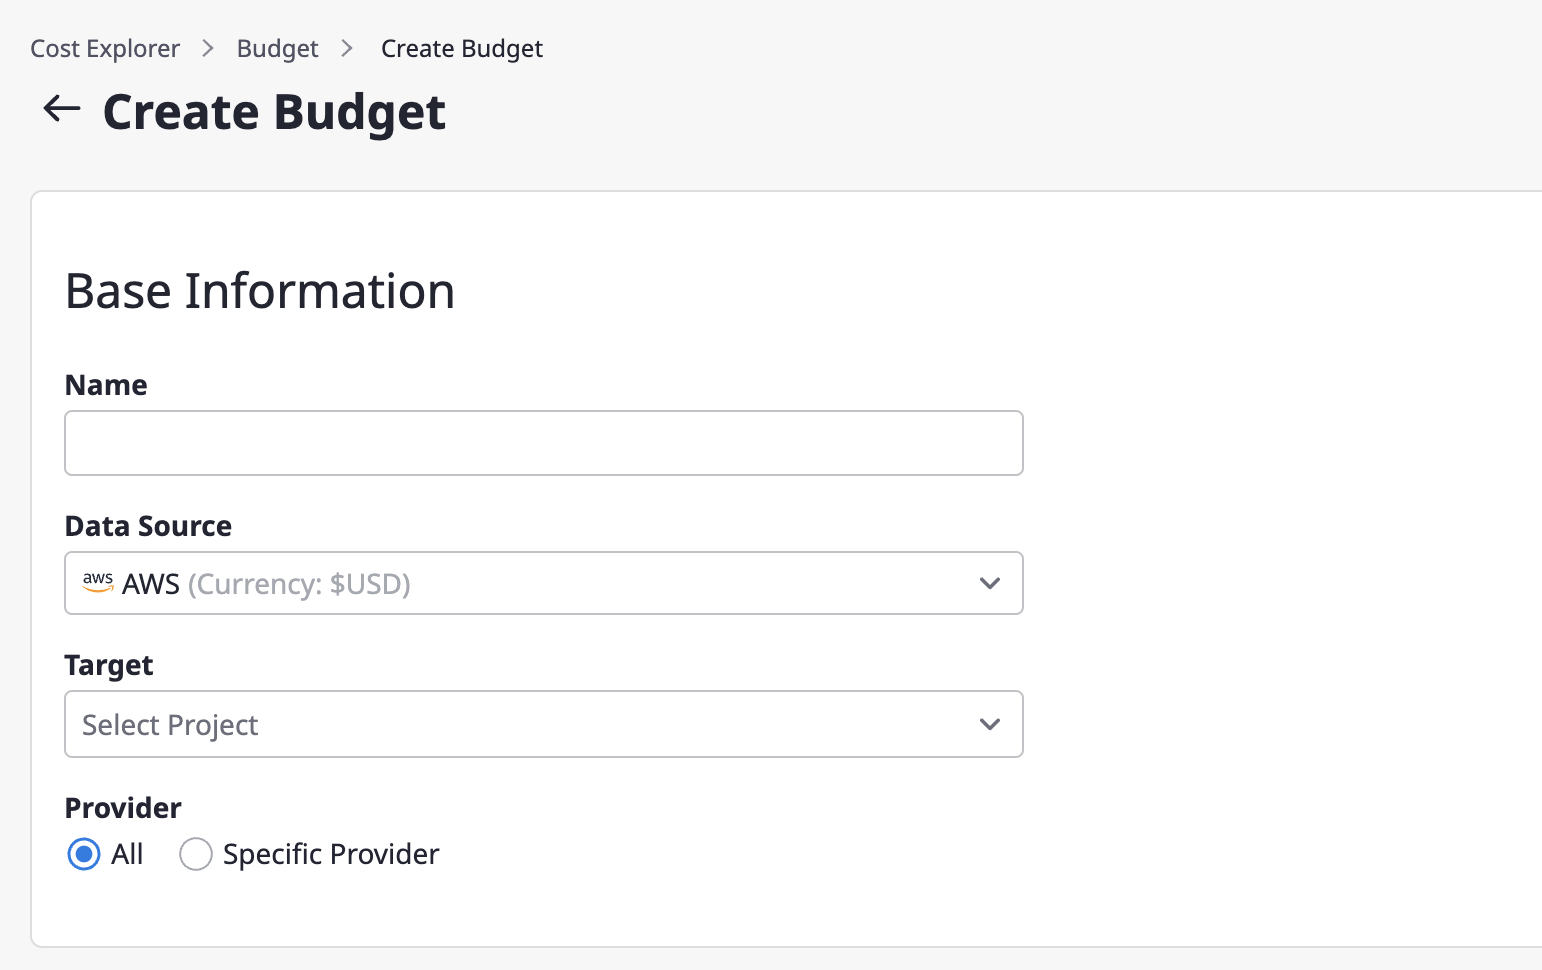 Cost Explorer > Budget > Create Budget
← Create Budget
Base Information
Name
Data Source
aws AWS (Currency: $USD)
Target
Select Project
Provider
All Specific Provider